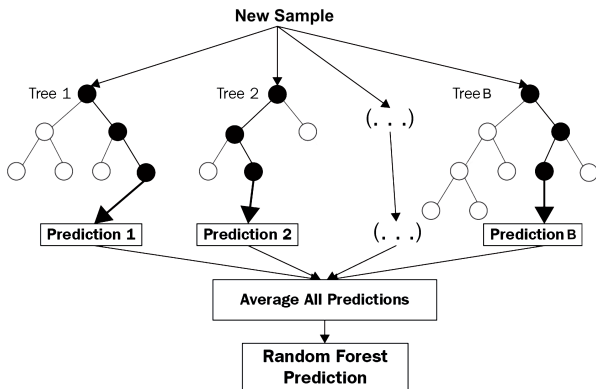 New Sample
Tree 1
Tree 2
(. . .)
Tree B
Prediction 1
Prediction 2
(. . .)
Prediction B
Average All Predictions
Random Forest
Prediction